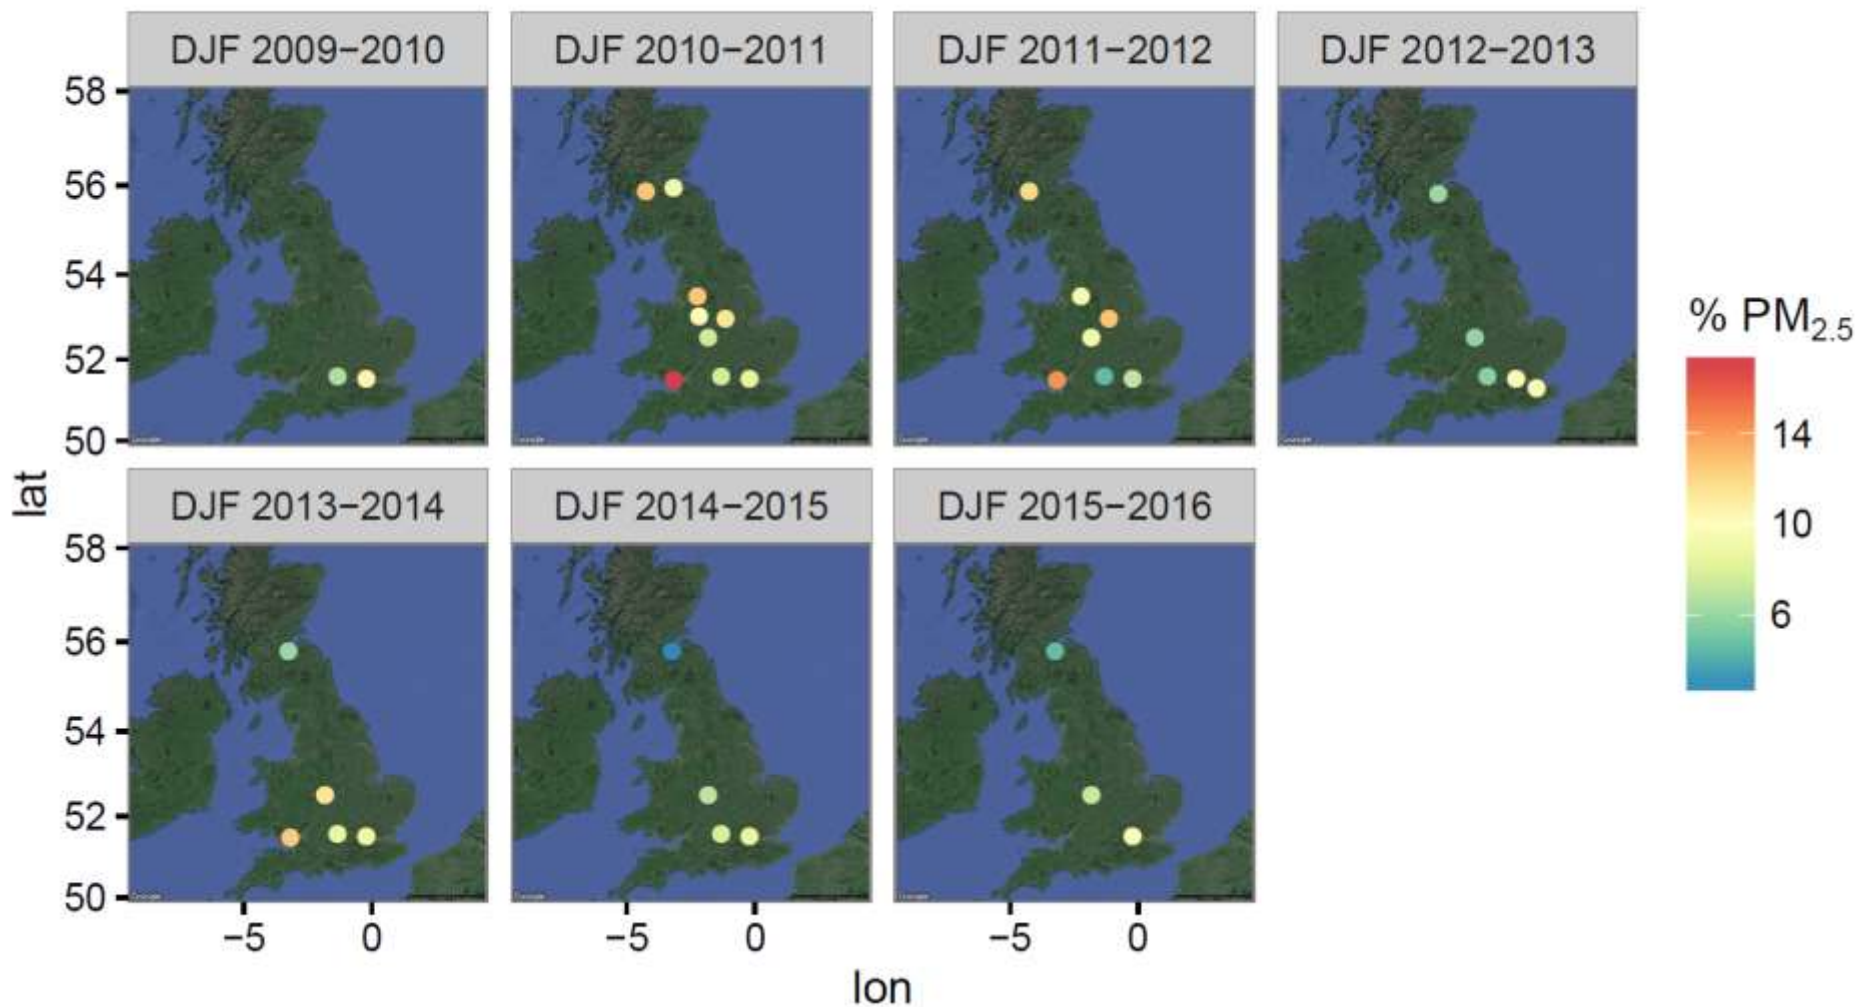 DJF 2009−2010
DJF 2010−2011
DJF 2011−2012
DJF 2012−2013
58
56
54
52
50
lat
DJF 2013−2014
DJF 2014−2015
DJF 2015−2016
58
56
54
52
50
−5
0
−5
0
−5
0
lon
% PM2.5
14
10
6